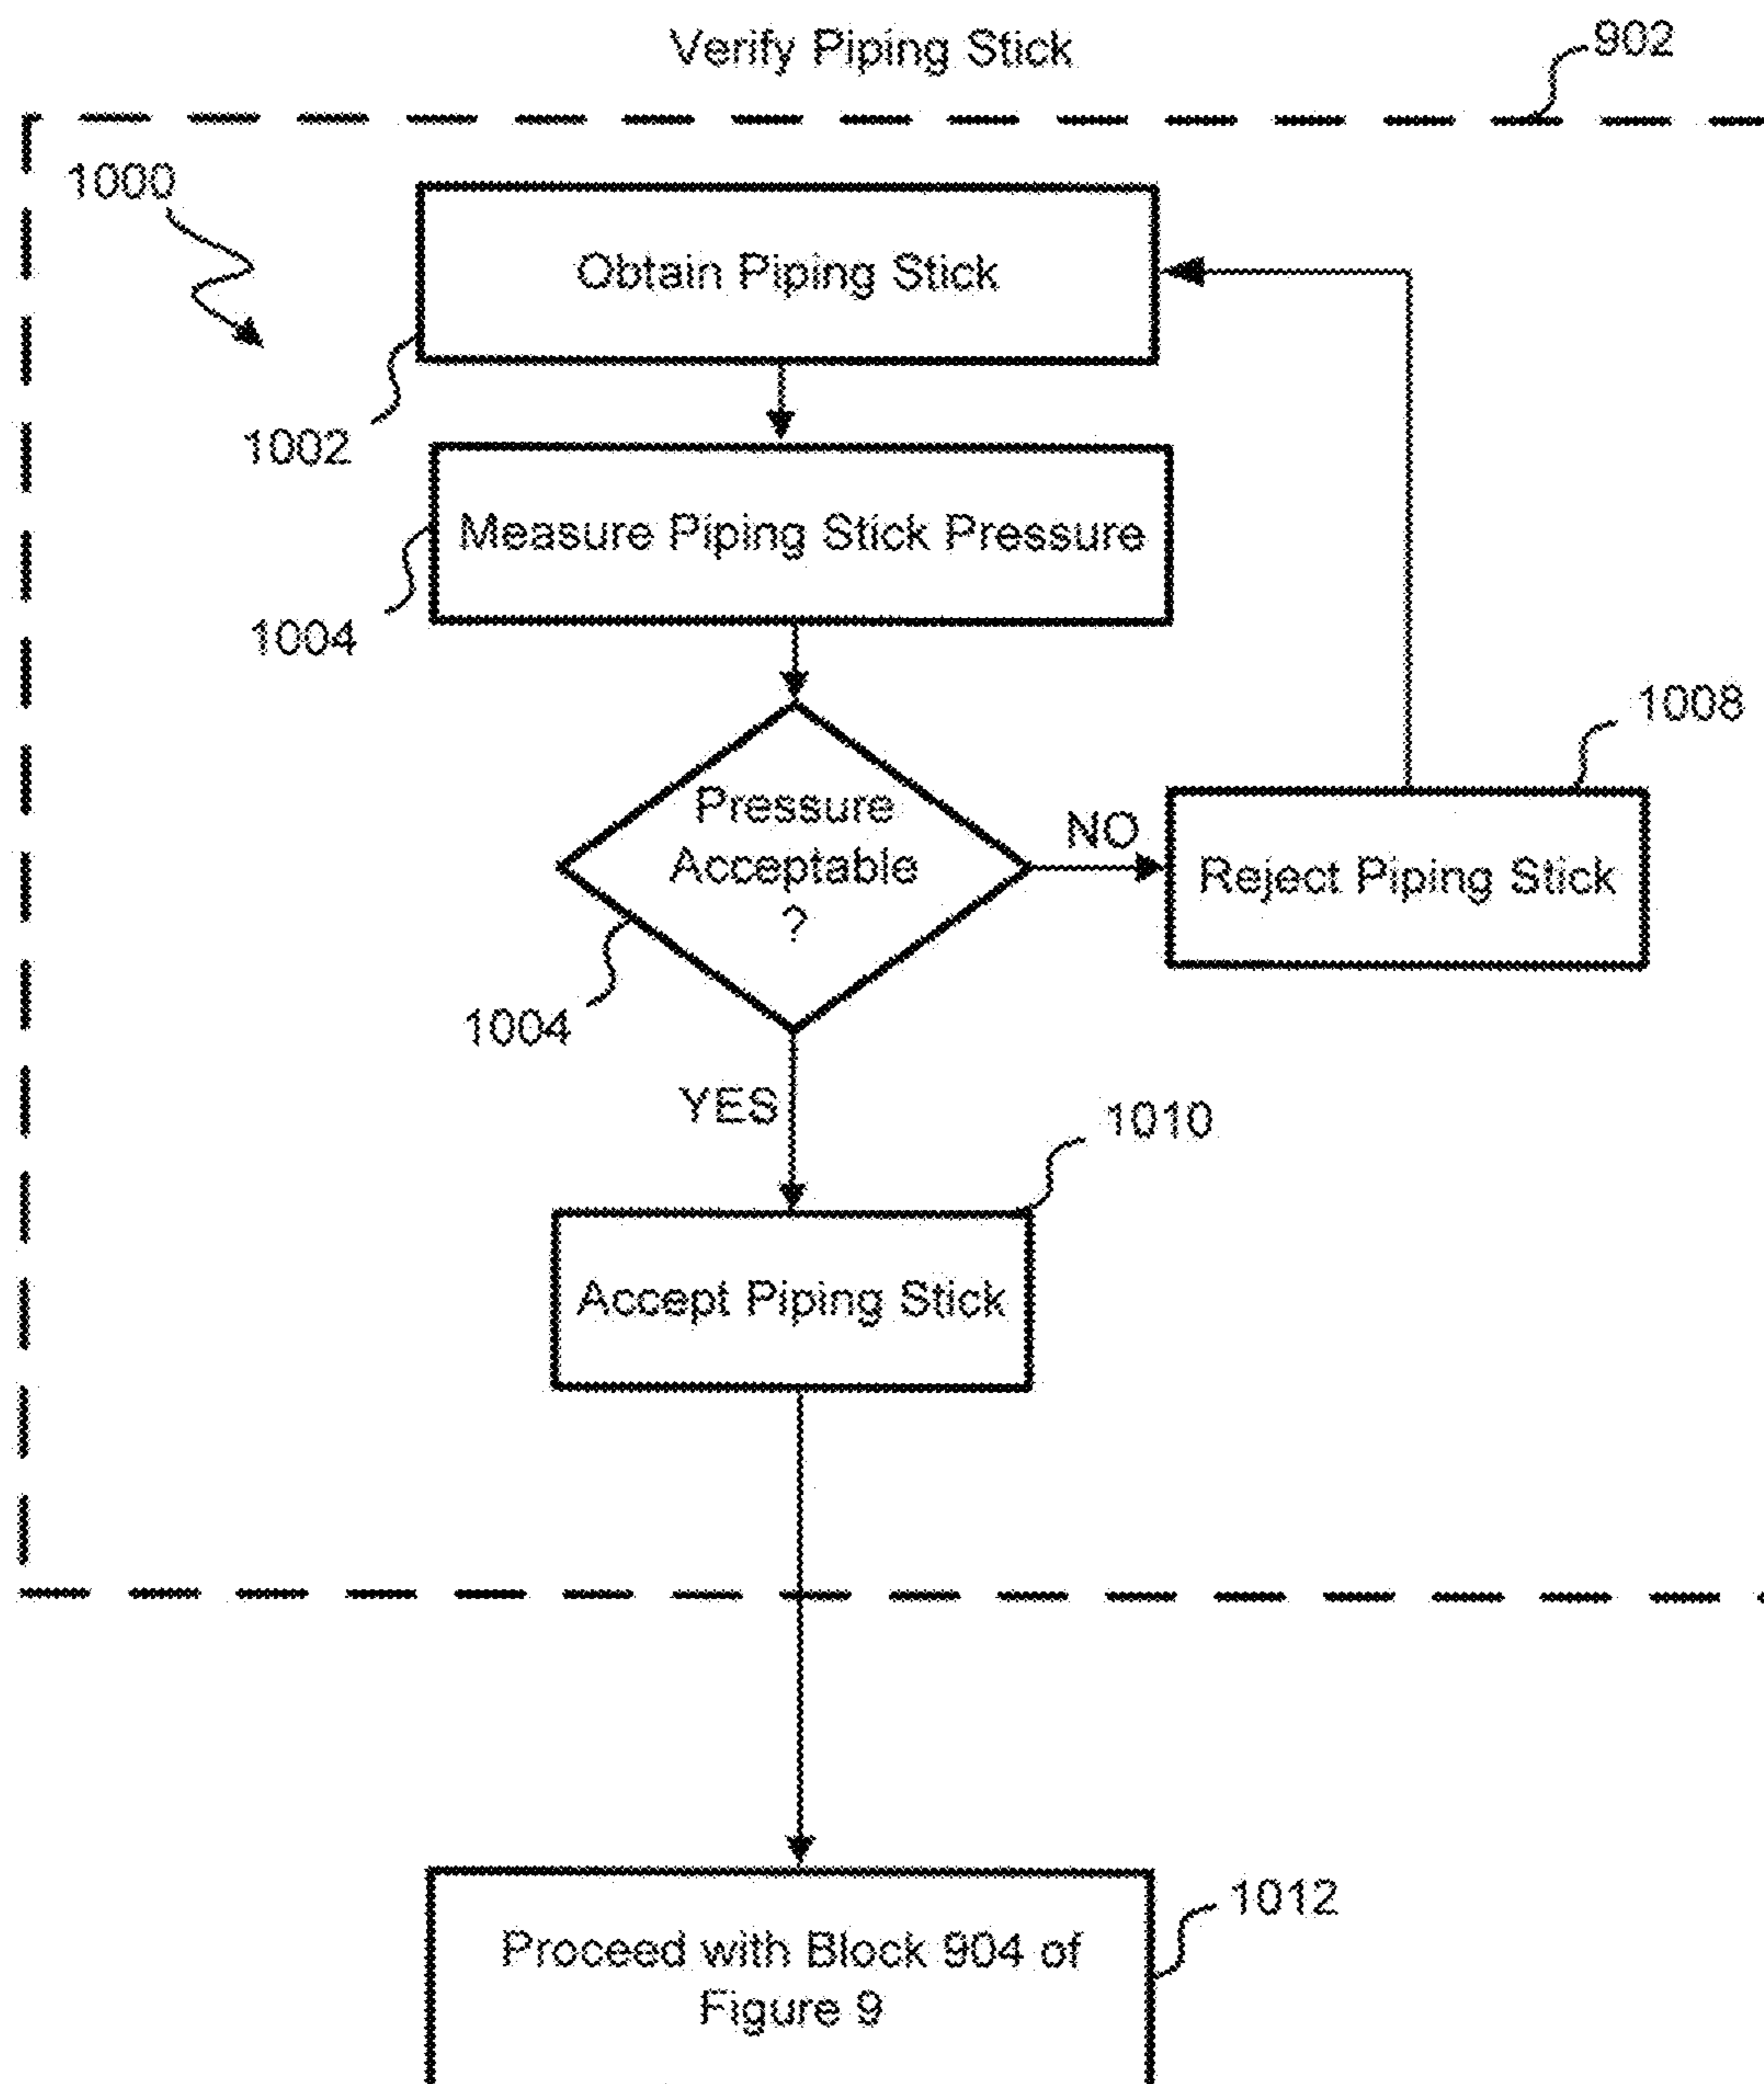 Verify Piping Stick
902
1000
Obtain Piping Stick
1002
Measure Piping Stick Pressure
1004
Pressure
Acceptable
?
NO
1008
Reject Piping Stick
1004
YES
1010
Accept Piping Stick
1012
Proceed with Block 904 of
Figure 9